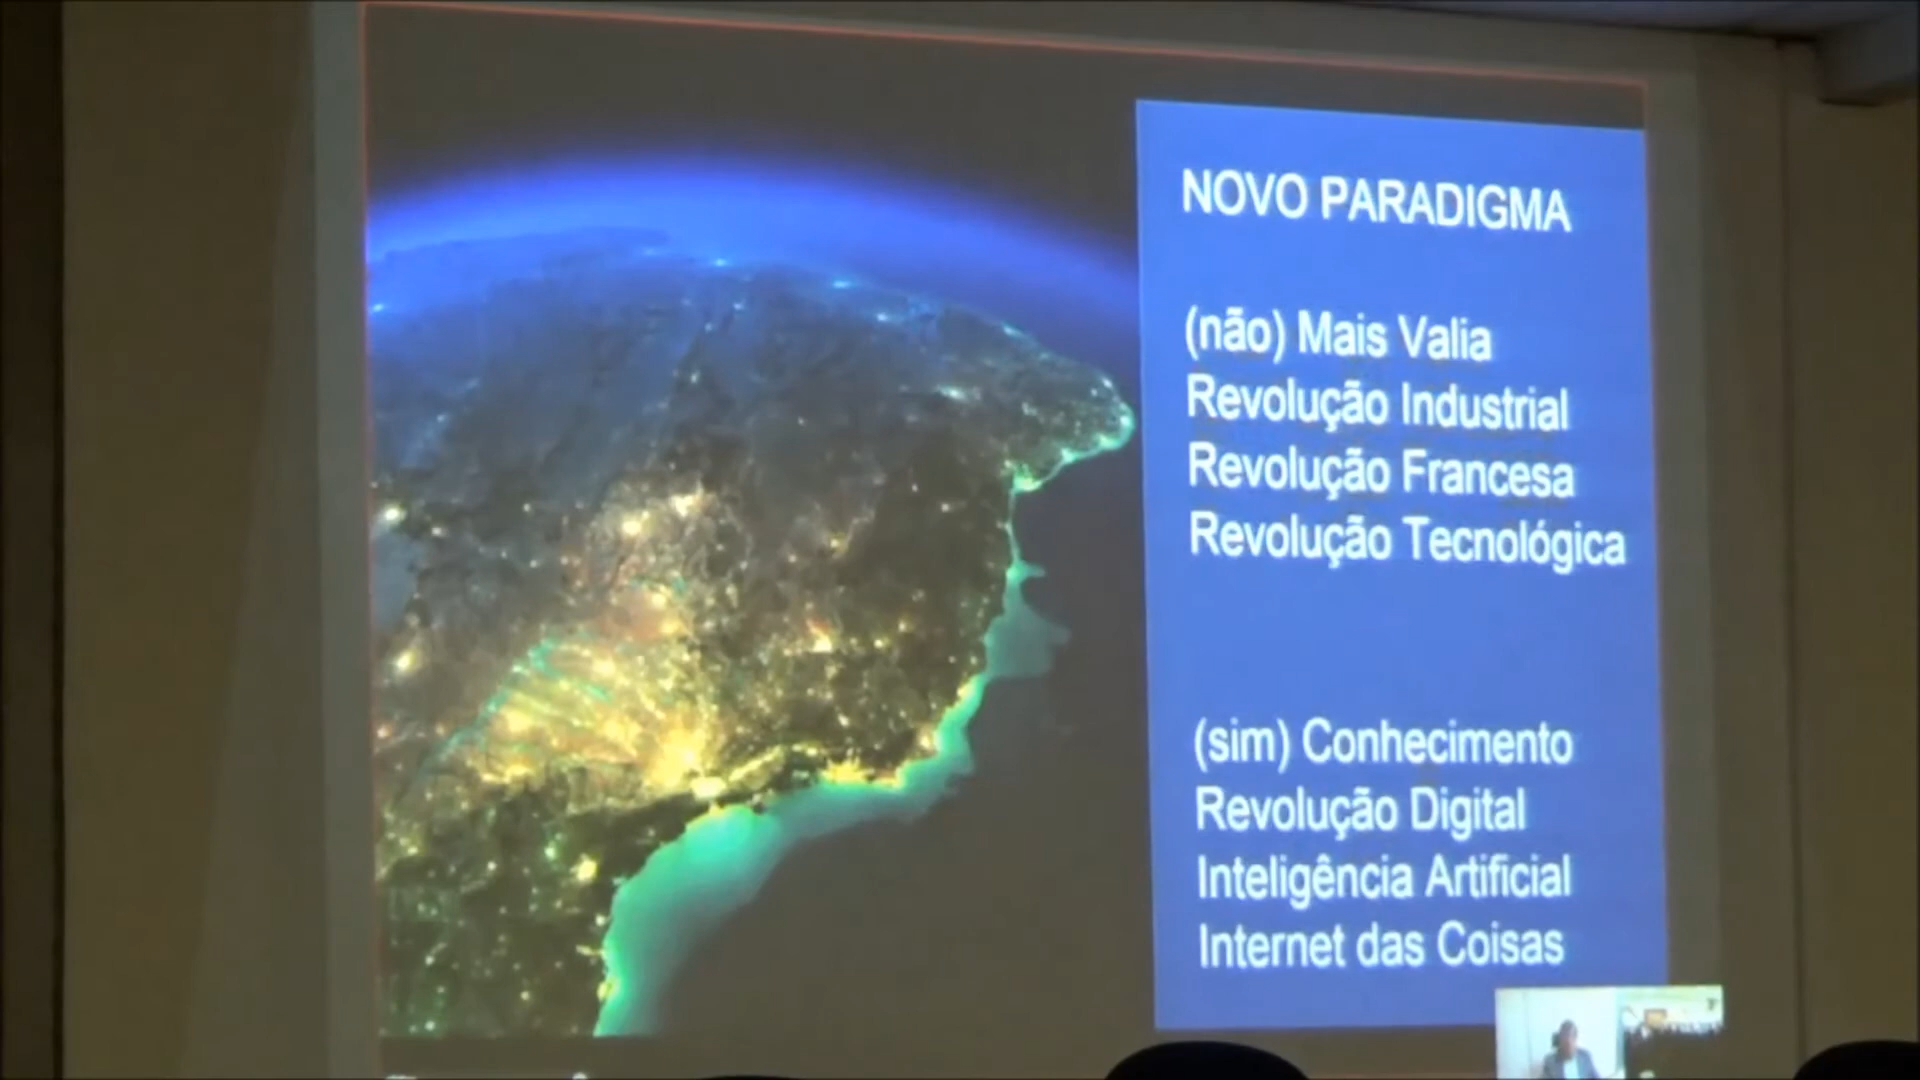 NOVO PARADIGMA
(não) Mais Valia
Revolução Industrial
Revolução Francesa
Revolução Tecnológica
(sim) Conhecimento
Revolução Digital
Inteligência Artificial
Internet das Coisas